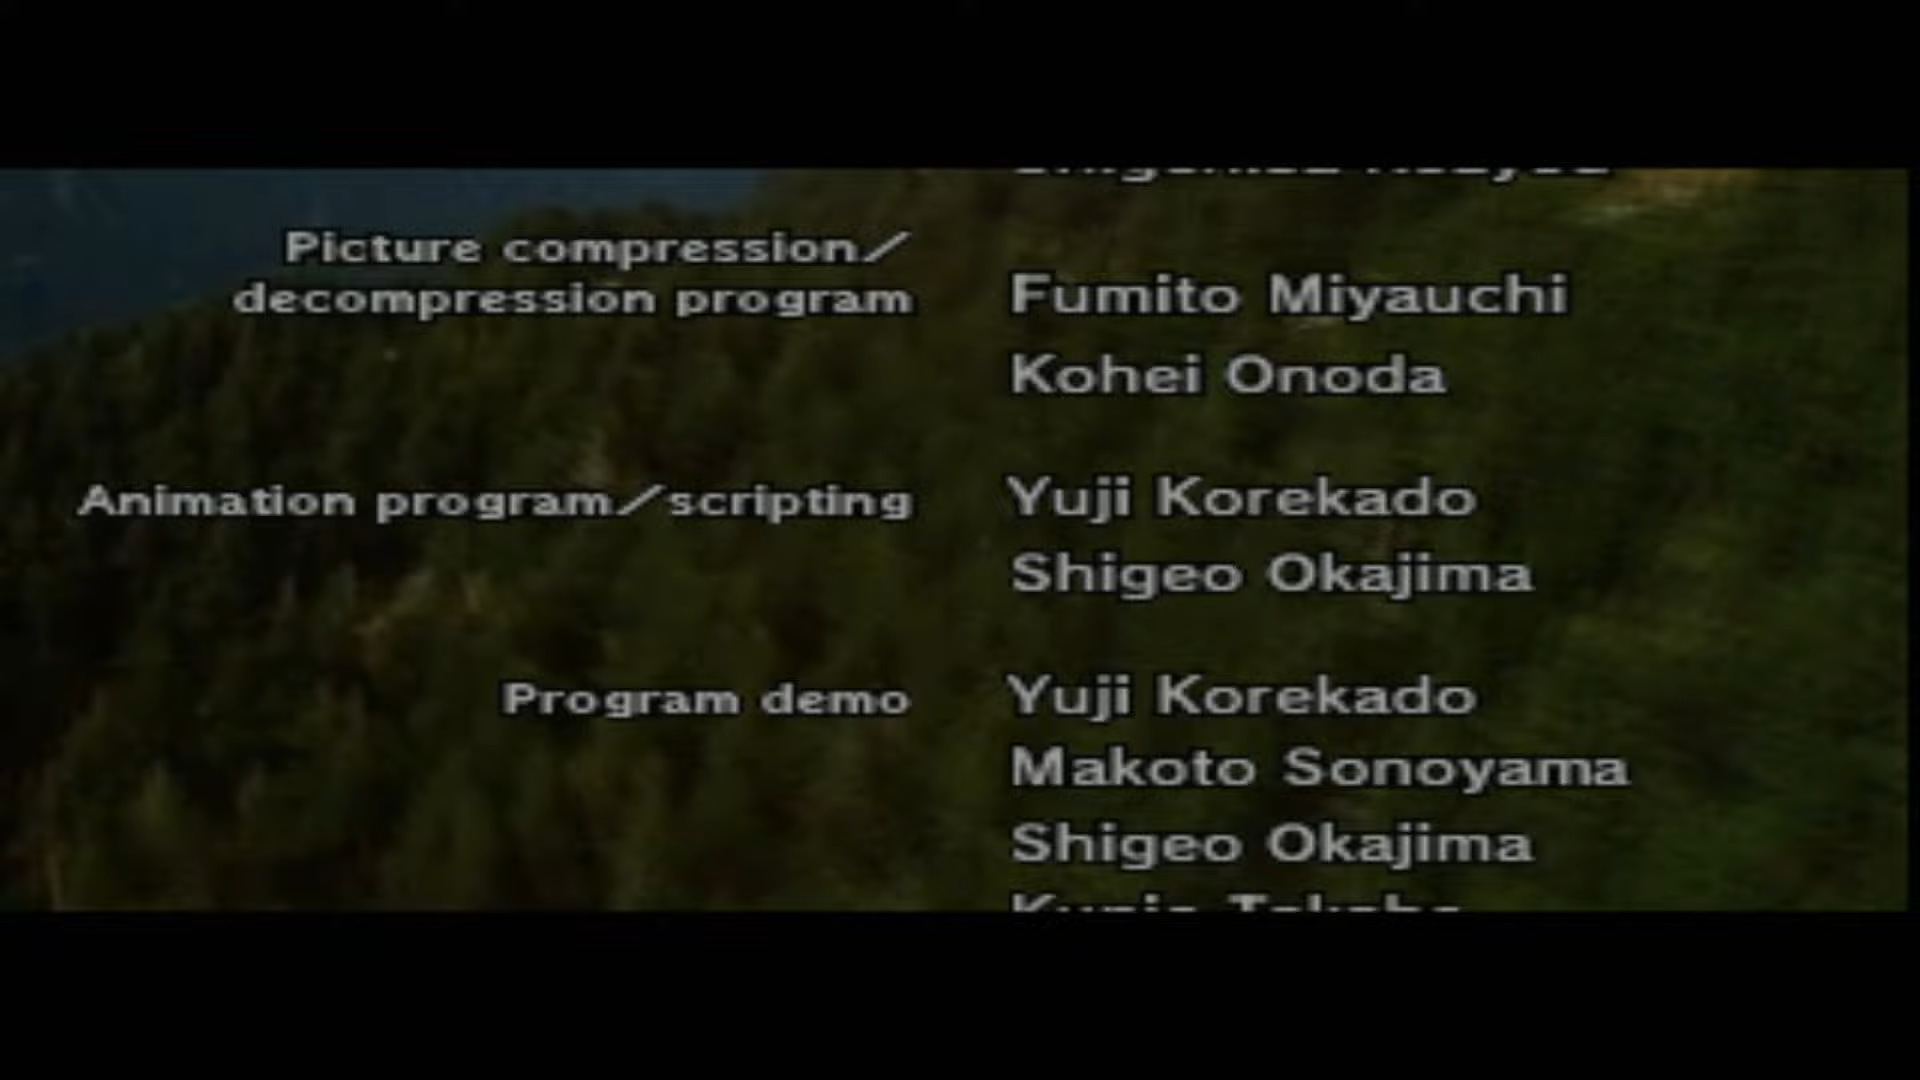 Picture compression／
decompression program Fumito Miyauchi
Kohei Onoda
Animation program／scripting Yuji Korekado
Shigeo Okajima
Program demo Yuji Korekado
Makoto Sonoyama
Shigeo Okajima